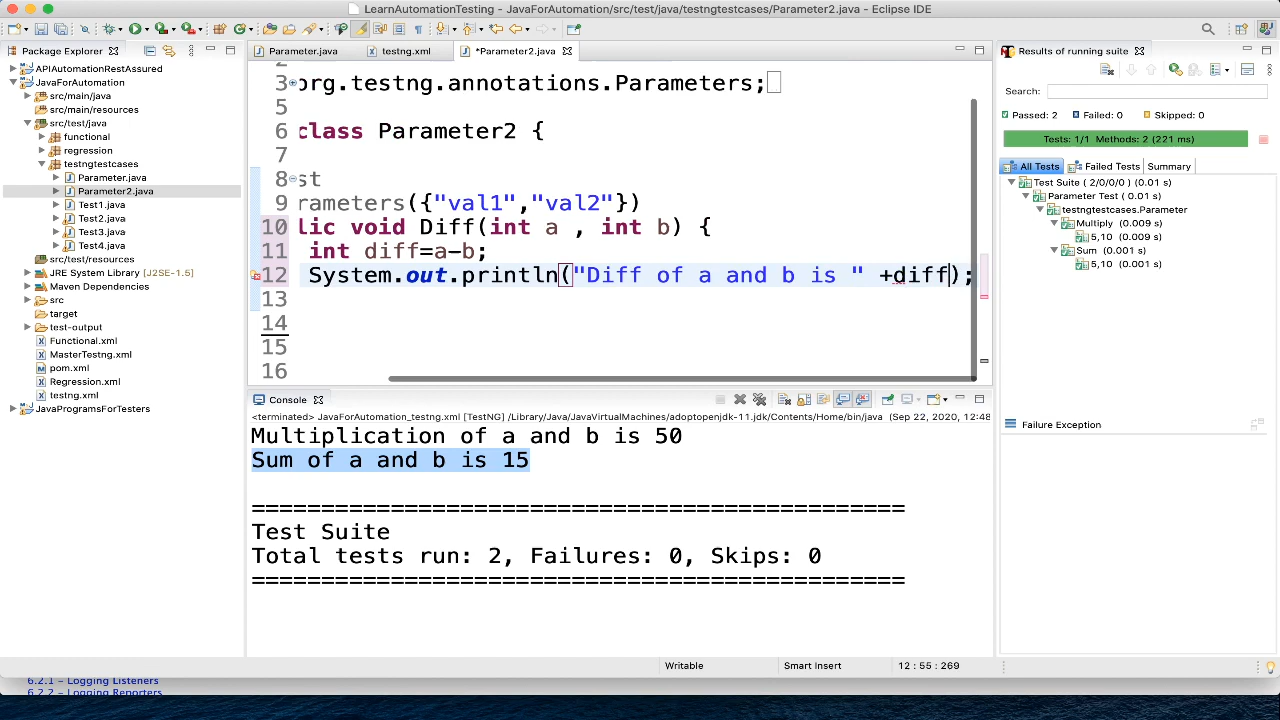 LearnAutomationTesting - JavaForAutomation/src/test/java/testngtestcases/Parameter2.java - Eclipse IDE
Package Explorer
Parameter.java
testng.xml
*Parameter2.java
Results of running suite
APIAutomationRestAssured
JavaForAutomation
src/main/java
src/main/resources
src/test/java
functional
regression
testngtestcases
Parameter.java
Parameter2.java
Test1.java
Test2.java
Test3.java
Test4.java
src/test/resources
JRE System Library [J2SE-1.5]
Maven Dependencies
src
target
test-output
Functional.xml
MasterTestng.xml
pom.xml
Regression.xml
testng.xml
JavaProgramsForTesters
2
3 org.testng.annotations.Parameters;
5
6 class Parameter2 {
7
8 st
9 rameters({"val1","val2"})
10 lic void Diff(int a , int b) {
11 int diff=a-b;
12 System.out.println("Diff of a and b is " +diff);
13
14
15
16
Search:
Passed: 2 Failed: 0 Skipped: 0
Tests: 1/1 Methods: 2 (221 ms)
All Tests Failed Tests Summary
Test Suite ( 2/0/0/0 ) (0.01 s)
Parameter Test ( 0.01 s)
testngtestcases.Parameter
Multiply (0.009 s)
5,10 (0.009 s)
Sum (0.001 s)
5,10 (0.001 s)
Failure Exception
Console
<terminated> JavaForAutomation_testng.xml [TestNG] /Library/Java/JavaVirtualMachines/adoptopenjdk-11.jdk/Contents/Home/bin/java (Sep 22, 2020, 12:48
Multiplication of a and b is 50
Sum of a and b is 15
===============================================
Test Suite
Total tests run: 2, Failures: 0, Skips: 0
===============================================
Writable
Smart Insert
12 : 55 : 269
6.2.1 - Logging Listeners
6.2.2 - Logging Reporters